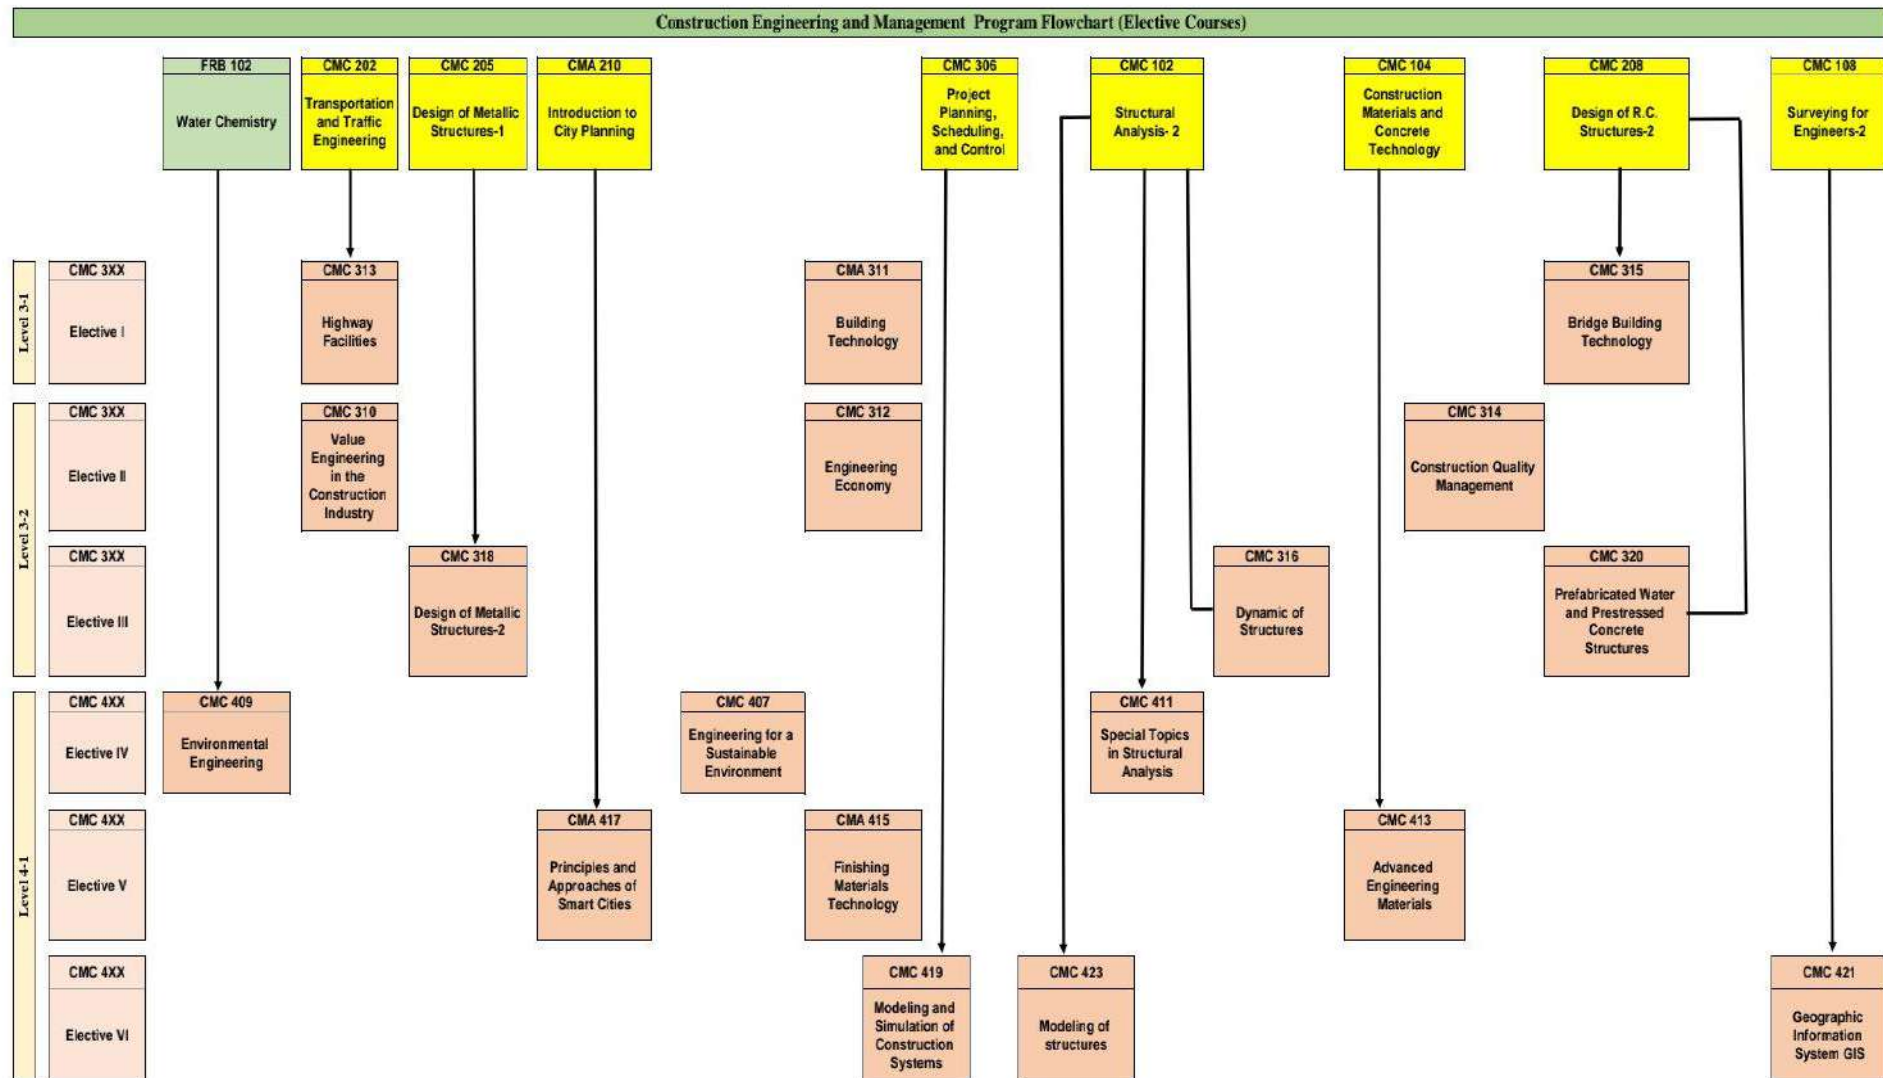 Construction Engineering and Management Program Flowchart (Elective Courses)
FRB 102
Water Chemistry
CMC 202
Transportation
and Traffic
Engineering
CMC 205
Design of Metallic
Structures-1
CMA 210
Introduction to
City Planning
CMC 306
Project
Planning,
Scheduling,
and Control
CMC 102
Structural
Analysis- 2
CMC 104
Construction
Materials and
Concrete
Technology
CMC 208
Design of R.C.
Structures-2
CMC 108
Surveying for
Engineers-2
Level 3-1
CMC 3XX
Elective I
CMC 313
Highway
Facilities
CMA 311
Building
Technology
CMC 315
Bridge Building
Technology
Level 3-2
CMC 3XX
Elective II
CMC 310
Value
Engineering
in the
Construction
Industry
CMC 312
Engineering
Economy
CMC 314
Construction Quality
Management
CMC 3XX
Elective III
CMC 318
Design of Metallic
Structures-2
CMC 316
Dynamic of
Structures
CMC 320
Prefabricated Water
and Prestressed
Concrete
Structures
Level 4-1
CMC 4XX
Elective IV
CMC 409
Environmental
Engineering
CMC 407
Engineering for a
Sustainable
Environment
CMC 411
Special Topics
in Structural
Analysis
CMC 4XX
Elective V
CMA 417
Principles and
Approaches of
Smart Cities
CMA 415
Finishing
Materials
Technology
CMC 413
Advanced
Engineering
Materials
CMC 4XX
Elective VI
CMC 419
Modeling and
Simulation of
Construction
Systems
CMC 423
Modeling of
structures
CMC 421
Geographic
Information
System GIS